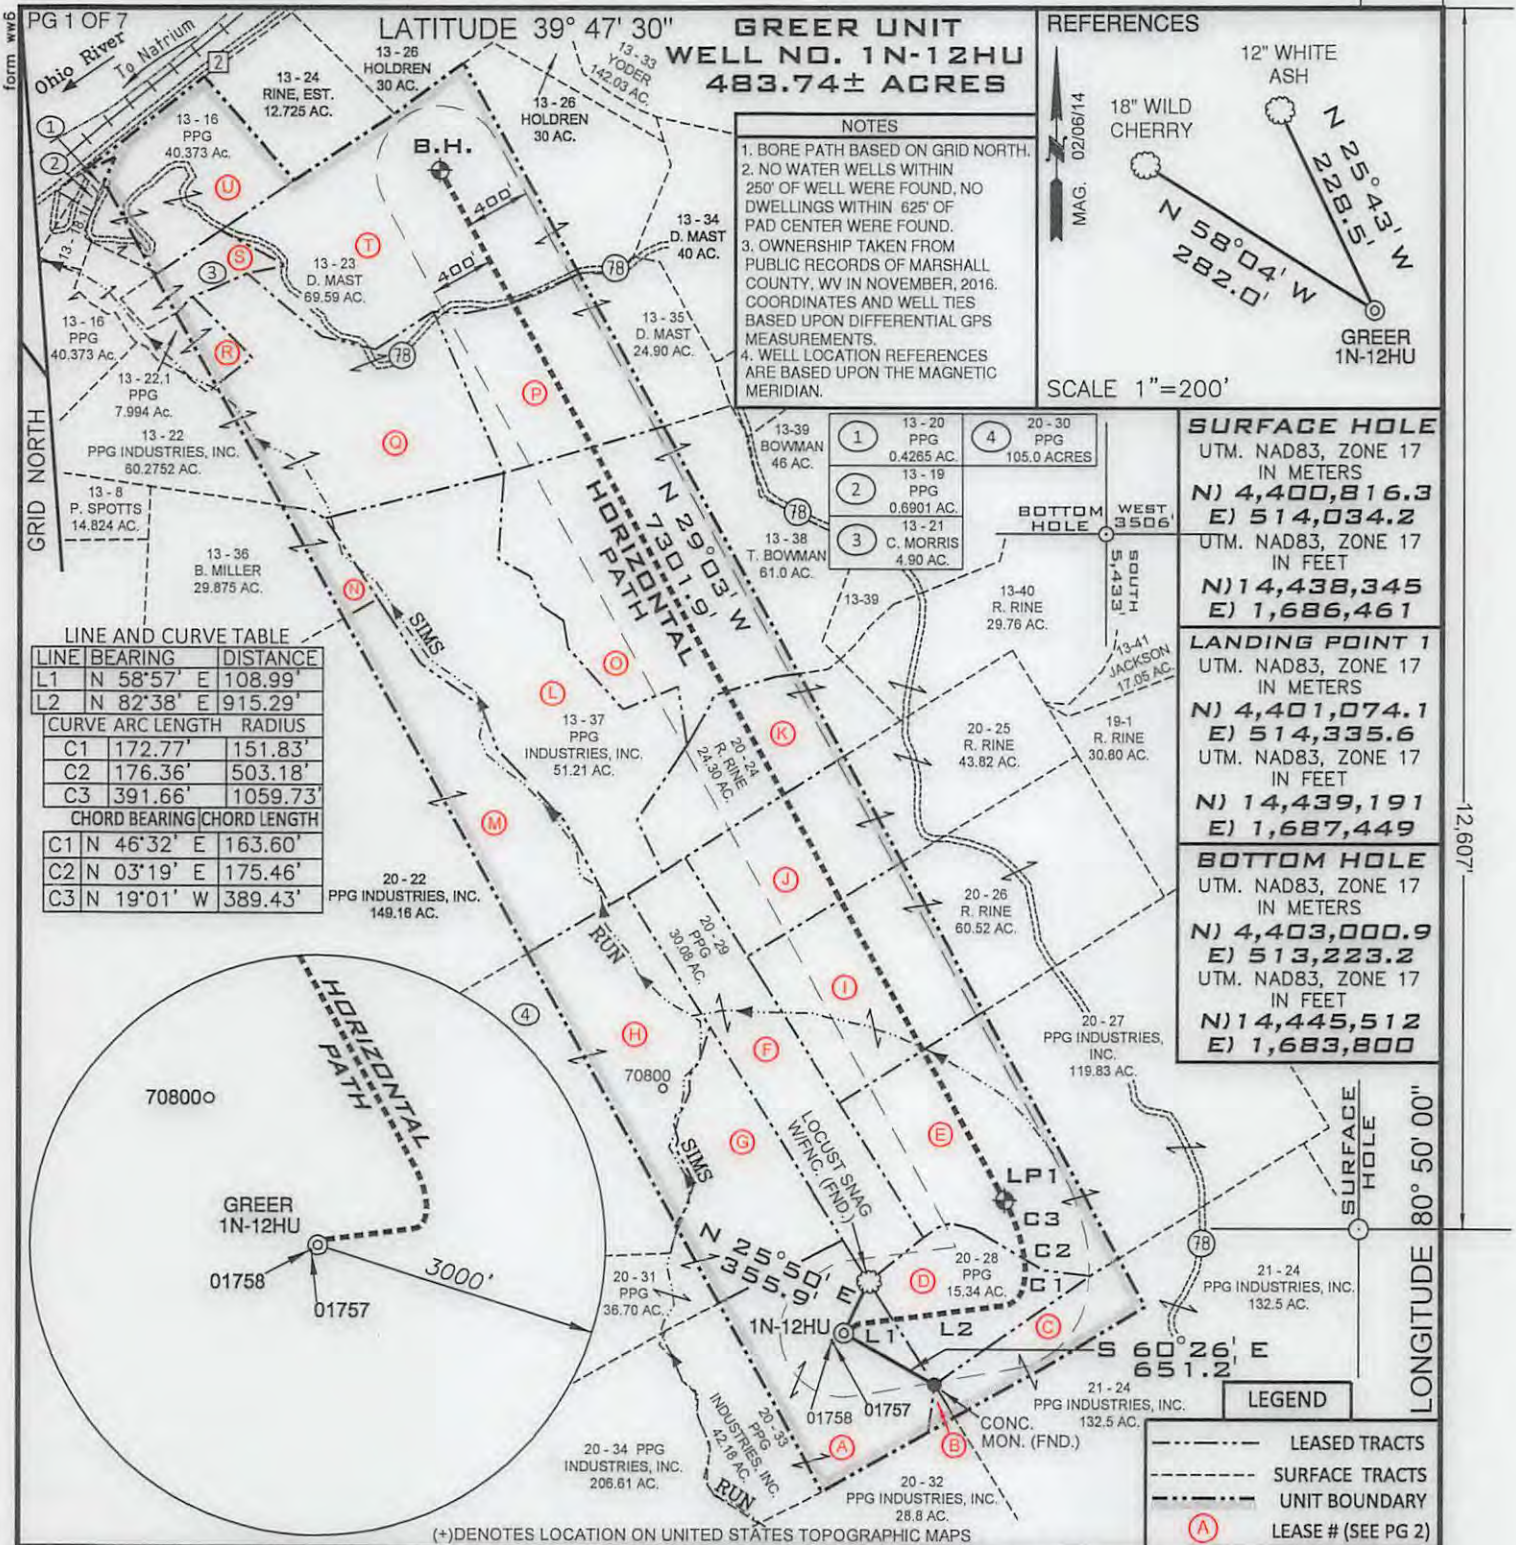 form ww6
PG 1 OF 7
LATITUDE 39° 47' 30"
GREER UNIT
WELL NO. 1N-12HU
483.74± ACRES
Ohio River
To Natrium
2
1
2
13 - 24
RINE, EST.
12.725 AC.
13 - 26
HOLDREN
30 AC.
13 - 26
HOLDREN
30 AC.
13 - 33
YODER
142.03 AC.
13 - 16
PPG
40.373 Ac.
U
B.H.
400'
400'
T
S
3
13 - 23
D. MAST
69.59 AC.
78
78
13 - 34
D. MAST
40 AC.
13 - 35
D. MAST
24.90 AC.
13 - 16
PPG
40.373 Ac.
R
13 - 22.1
PPG
7.994 Ac.
P
Q
13 - 22
PPG INDUSTRIES, INC.
60.2752 AC.
13 - 8
P. SPOTTS
14.824 AC.
GRID NORTH
NOTES
1. BORE PATH BASED ON GRID NORTH.
2. NO WATER WELLS WITHIN
250' OF WELL WERE FOUND, NO
DWELLINGS WITHIN 625' OF
PAD CENTER WERE FOUND.
3. OWNERSHIP TAKEN FROM
PUBLIC RECORDS OF MARSHALL
COUNTY, WV IN NOVEMBER, 2016.
COORDINATES AND WELL TIES
BASED UPON DIFFERENTIAL GPS
MEASUREMENTS.
4. WELL LOCATION REFERENCES
ARE BASED UPON THE MAGNETIC
MERIDIAN.
REFERENCES
MAG. N 02/06/14
12" WHITE
ASH
18" WILD
CHERRY
N 25°43' W
228.5'
N 58°04' W
282.0'
GREER
1N-12HU
SCALE 1"=200'
13-39
BOWMAN
46 AC.
1
13 - 20
PPG
0.4265 AC.
4
20 - 30
PPG
105.0 ACRES
2
13 - 19
PPG
0.6901 AC.
3
13 - 21
C. MORRIS
4.90 AC.
78
13 - 38
T. BOWMAN
61.0 AC.
BOTTOM
HOLE
WEST
3506'
SOUTH
5,433'
SURFACE HOLE
UTM. NAD83, ZONE 17
IN METERS
N) 4,400,816.3
E) 514,034.2
UTM. NAD83, ZONE 17
IN FEET
N)14,438,345
E) 1,686,461
LANDING POINT 1
UTM. NAD83, ZONE 17
IN METERS
N) 4,401,074.1
E) 514,335.6
UTM. NAD83, ZONE 17
IN FEET
N) 14,439,191
E) 1,687,449
BOTTOM HOLE
UTM. NAD83, ZONE 17
IN METERS
N) 4,403,000.9
E) 513,223.2
UTM. NAD83, ZONE 17
IN FEET
N)14,445,512
E) 1,683,800
12,607'
HORIZONTAL
PATH
N 29°03' W
7301.9'
13 - 36
B. MILLER
29.875 AC.
N
SIMS
LINE AND CURVE TABLE
LINE BEARING DISTANCE
L1 N 58°57' E 108.99'
L2 N 82°38' E 915.29'
CURVE ARC LENGTH RADIUS
C1 172.77' 151.83'
C2 176.36' 503.18'
C3 391.66' 1059.73'
CHORD BEARING CHORD LENGTH
C1 N 46°32' E 163.60'
C2 N 03°19' E 175.46'
C3 N 19°01' W 389.43'
13-39
13-40
R. RINE
29.76 AC.
13-41
JACKSON
17.05 AC.
O
L
13 - 37
PPG
INDUSTRIES, INC.
51.21 AC.
K
20 - 24
R. RINE
24.30 AC.
20 - 25
R. RINE
43.82 AC.
19-1
R. RINE
30.80 AC.
M
20 - 22
PPG INDUSTRIES, INC.
149.16 AC.
J
20 - 26
R. RINE
60.52 AC.
RUN
20 - 29
PPG
30.08 AC.
I
4
H
F
70800
20 - 27
PPG INDUSTRIES,
INC.
119.83 AC.
HORIZONTAL
PATH
70800
GREER
1N-12HU
01758
01757
3000'
SIMS
G
LOCUST SNAG
W/FNC. (FND.)
E
LP1
C3
C2
C1
78
N 25°50' E
355.9'
D
20 - 28
PPG
15.34 AC.
20 - 31
PPG
36.70 AC.
1N-12HU
L1
L2
C
S 60°26' E
651.2'
01758
01757
21 - 24
PPG INDUSTRIES, INC.
132.5 AC.
21 - 24
PPG INDUSTRIES, INC.
132.5 AC.
SURFACE
HOLE
LONGITUDE 80° 50' 00"
A
B
CONC.
MON. (FND.)
20 - 33
PPG
INDUSTRIES, INC.
42.18 AC.
20 - 34 PPG
INDUSTRIES, INC.
206.61 AC.
RUN
20 - 32
PPG INDUSTRIES, INC.
28.8 AC.
LEGEND
LEASED TRACTS
SURFACE TRACTS
UNIT BOUNDARY
A LEASE # (SEE PG 2)
(+)DENOTES LOCATION ON UNITED STATES TOPOGRAPHIC MAPS